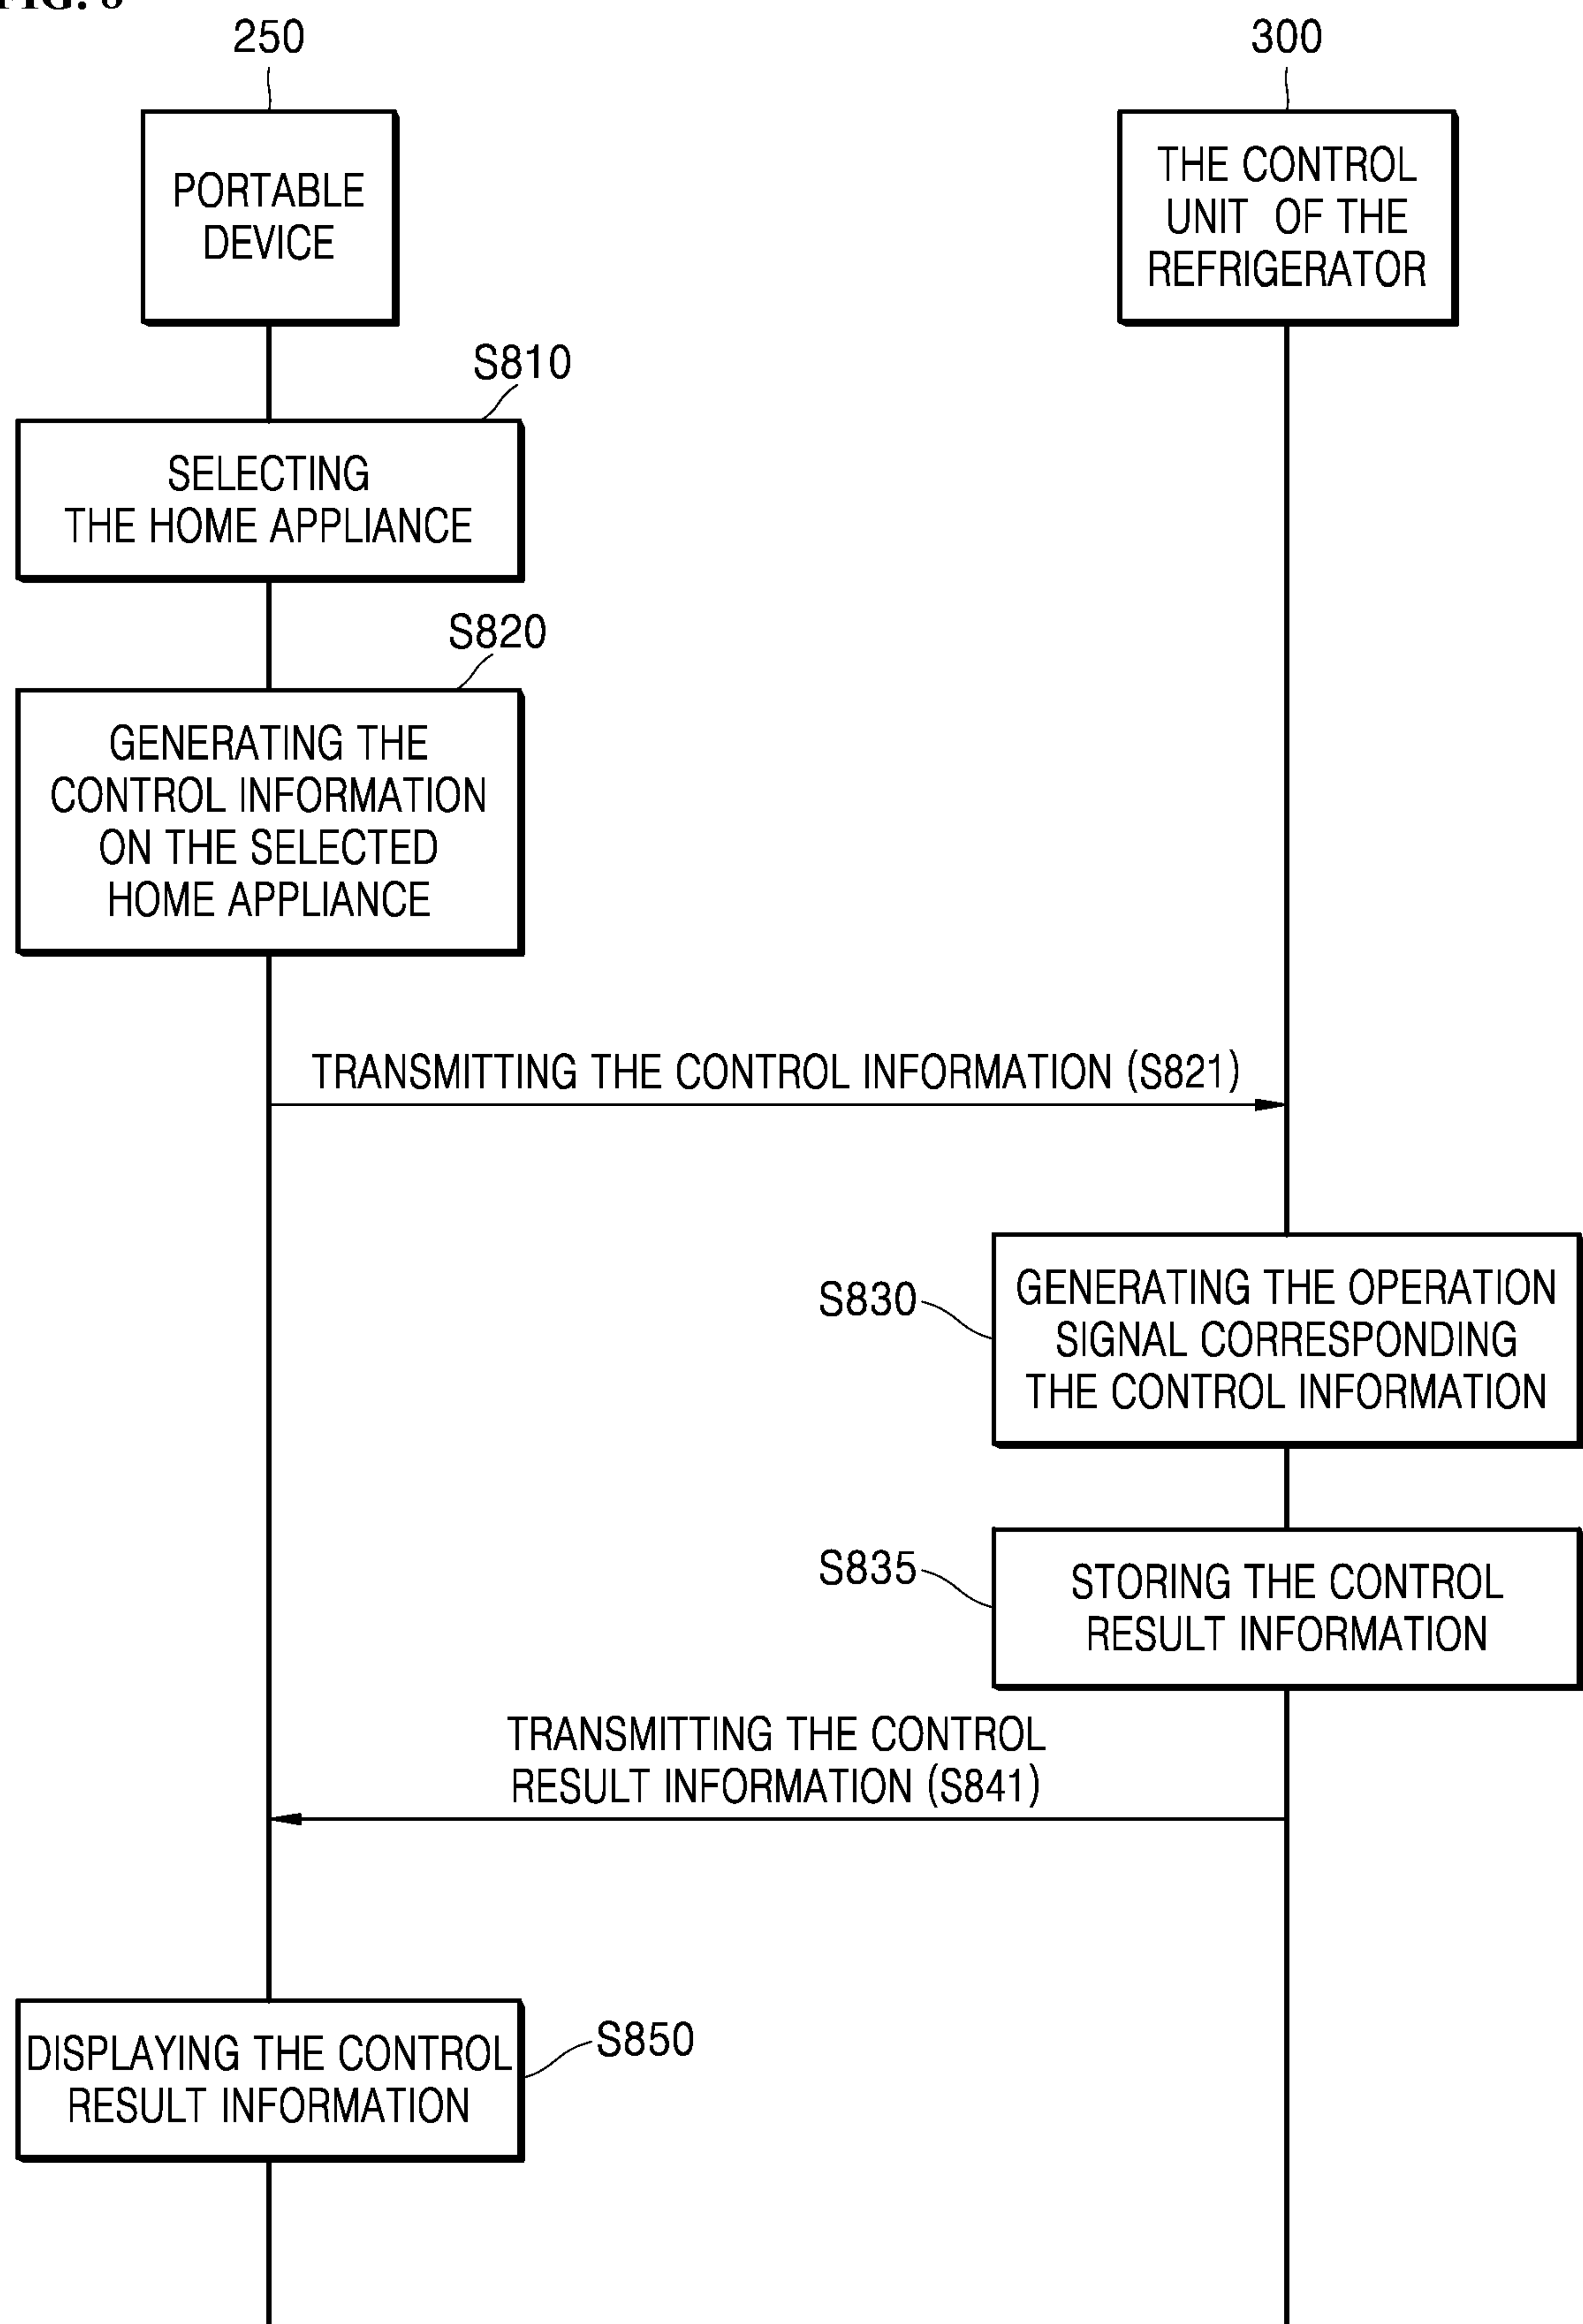 FIG. 8
250
300
PORTABLE
DEVICE
THE CONTROL
UNIT OF THE
REFRIGERATOR
S810
SELECTING
THE HOME APPLIANCE
S820
GENERATING THE
CONTROL INFORMATION
ON THE SELECTED
HOME APPLIANCE
TRANSMITTING THE CONTROL INFORMATION (S821)
S830
GENERATING THE OPERATION
SIGNAL CORRESPONDING
THE CONTROL INFORMATION
S835
STORING THE CONTROL
RESULT INFORMATION
TRANSMITTING THE CONTROL
RESULT INFORMATION (S841)
DISPLAYING THE CONTROL
RESULT INFORMATION
S850